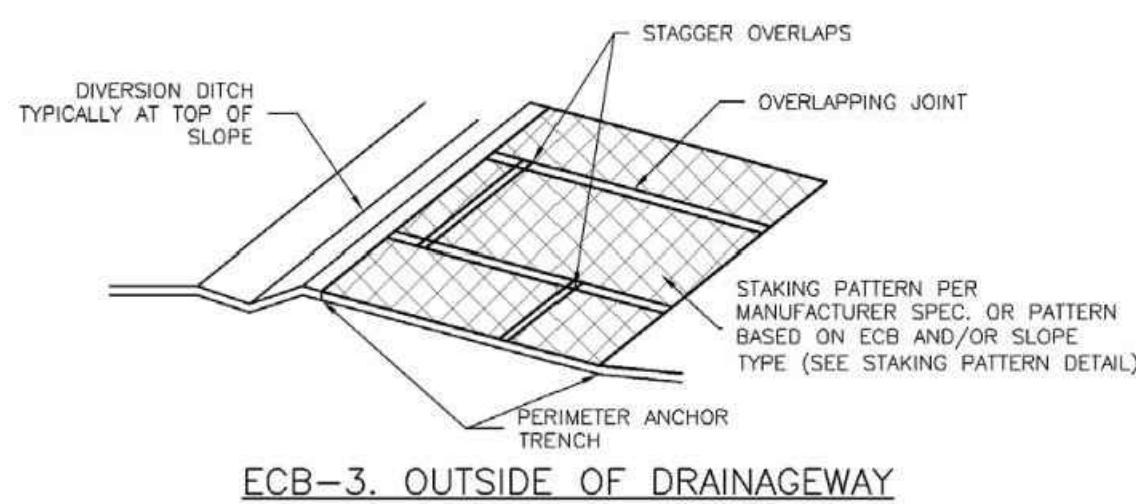 STAGGER OVERLAPS
DIVERSION DITCH
TYPICALLY AT TOP OF
SLOPE
OVERLAPPING JOINT
STAKING PATTERN PER
MANUFACTURER SPEC. OR PATTERN
BASED ON ECB AND/OR SLOPE
TYPE (SEE STAKING PATTERN DETAIL)
PERIMETER ANCHOR
TRENCH
ECB-3. OUTSIDE OF DRAINAGEWAY